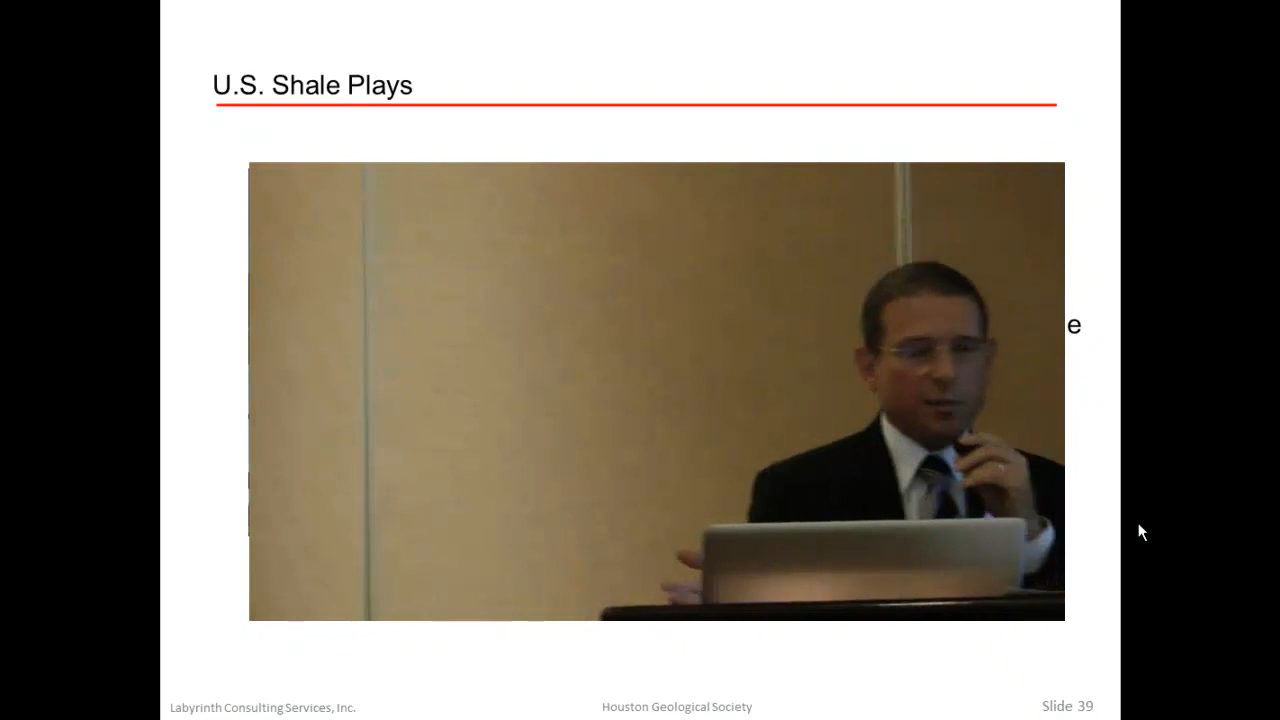 U.S. Shale Plays
e
Labyrinth Consulting Services, Inc.
Houston Geological Society
Slide 39